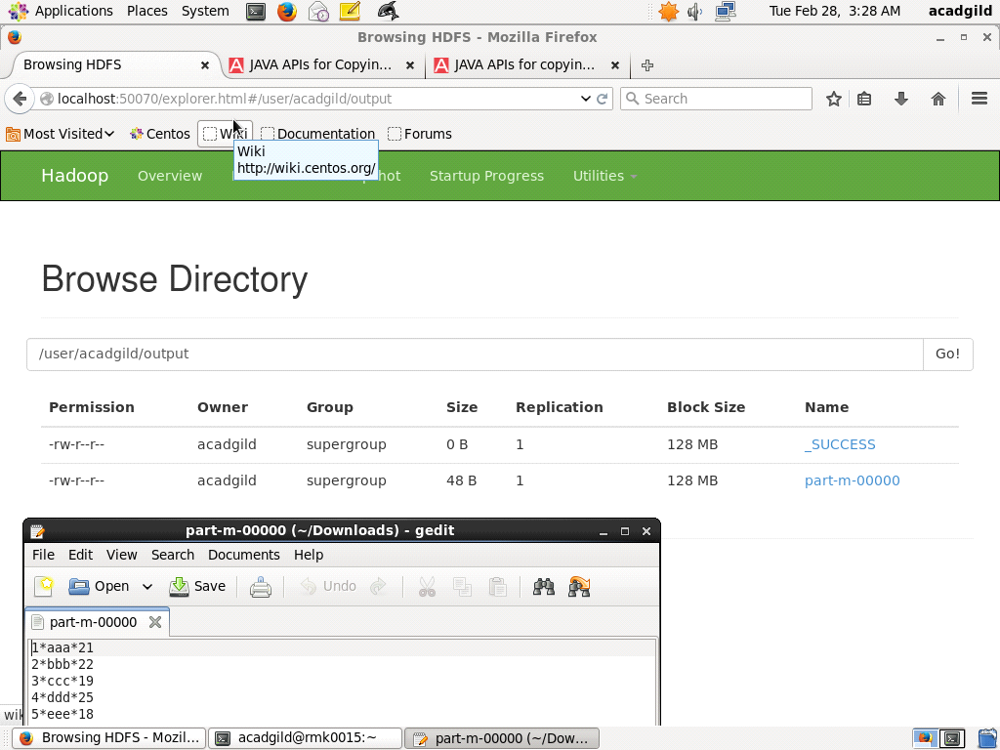 Applications Places System Tue Feb 28, 3:28 AM acadgild
Browsing HDFS - Mozilla Firefox
Browsing HDFS JAVA APIs for Copyin... JAVA APIs for copyin...
localhost:50070/explorer.html#/user/acadgild/output Search
Most Visited Centos Wiki Documentation Forums
Wiki
http://wiki.centos.org/
Hadoop Overview Startup Progress Utilities
Browse Directory
/user/acadgild/output Go!
Permission Owner Group Size Replication Block Size Name
-rw-r--r-- acadgild supergroup 0 B 1 128 MB _SUCCESS
-rw-r--r-- acadgild supergroup 48 B 1 128 MB part-m-00000
part-m-00000 (~/Downloads) - gedit
File Edit View Search Documents Help
Open Save Undo
part-m-00000
1*aaa*21
2*bbb*22
3*ccc*19
4*ddd*25
5*eee*18
Browsing HDFS - Mozil... acadgild@rmk0015:~ part-m-00000 (~/Dow...